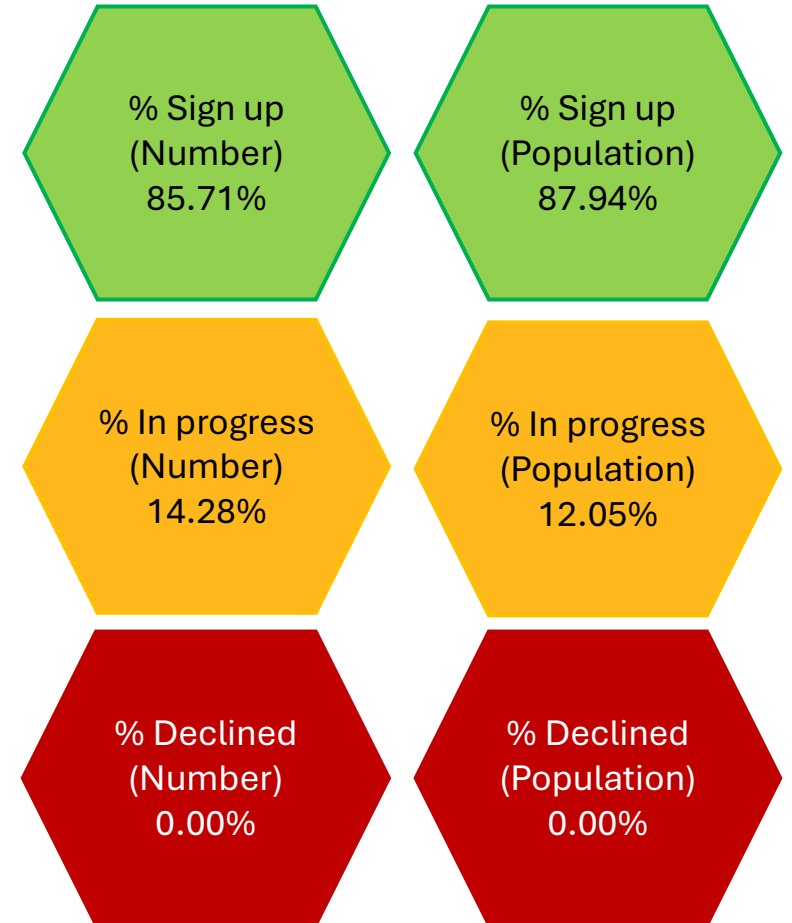 % Sign up
(Number)
85.71%
% Sign up
(Population)
87.94%
% In progress
(Number)
14.28%
% In progress
(Population)
12.05%
% Declined
(Number)
0.00%
% Declined
(Population)
0.00%